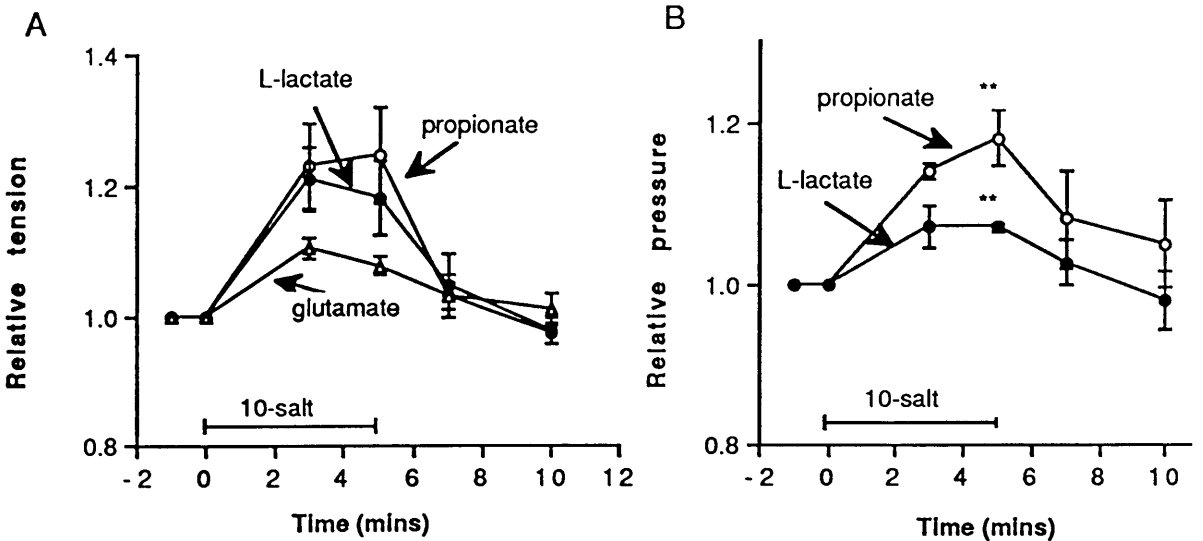 A
1.4
1.2
1.0
0.8
Relative tension
L-lactate
propionate
glutamate
10-salt
-2 0 2 4 6 8 10 12
Time (mins)
B
1.2
1.0
0.8
Relative pressure
propionate
**
L-lactate
**
10-salt
-2 0 2 4 6 8 10
Time (mins)